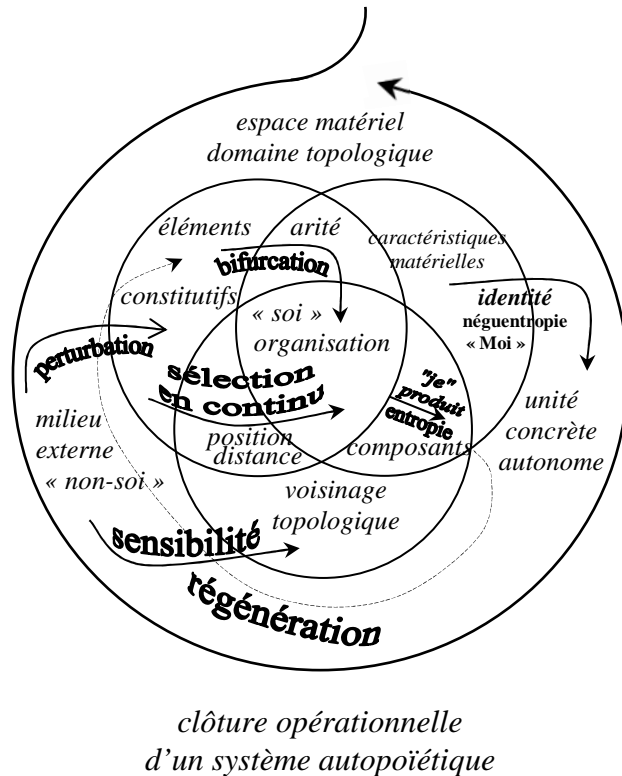 espace matériel
domaine topologique
éléments
arité
caractéristiques
matérielles
bifurcation
constitutifs
identité
néguentropie
« Moi »
« soi »
organisation
perturbation
sélection
en continu
"je"
produit
entropie
unité
concrète
autonome
milieu
externe
« non-soi »
position
distance
composants
voisinage
topologique
sensibilité
régénération
clôture opérationnelle
d’un système autopoïétique